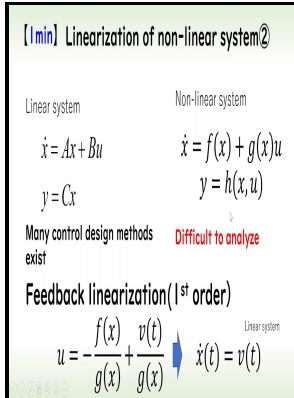 【1min】Linearization of non-linear system②
Linear system
ẋ = Ax + Bu
y = Cx
Many control design methods
exist
Non-linear system
ẋ = f(x) + g(x)u
y = h(x,u)
Difficult to analyze
Feedback linearization(1st order)
u = − f(x)/g(x) + v(t)/g(x)
Linear system
ẋ(t) = v(t)